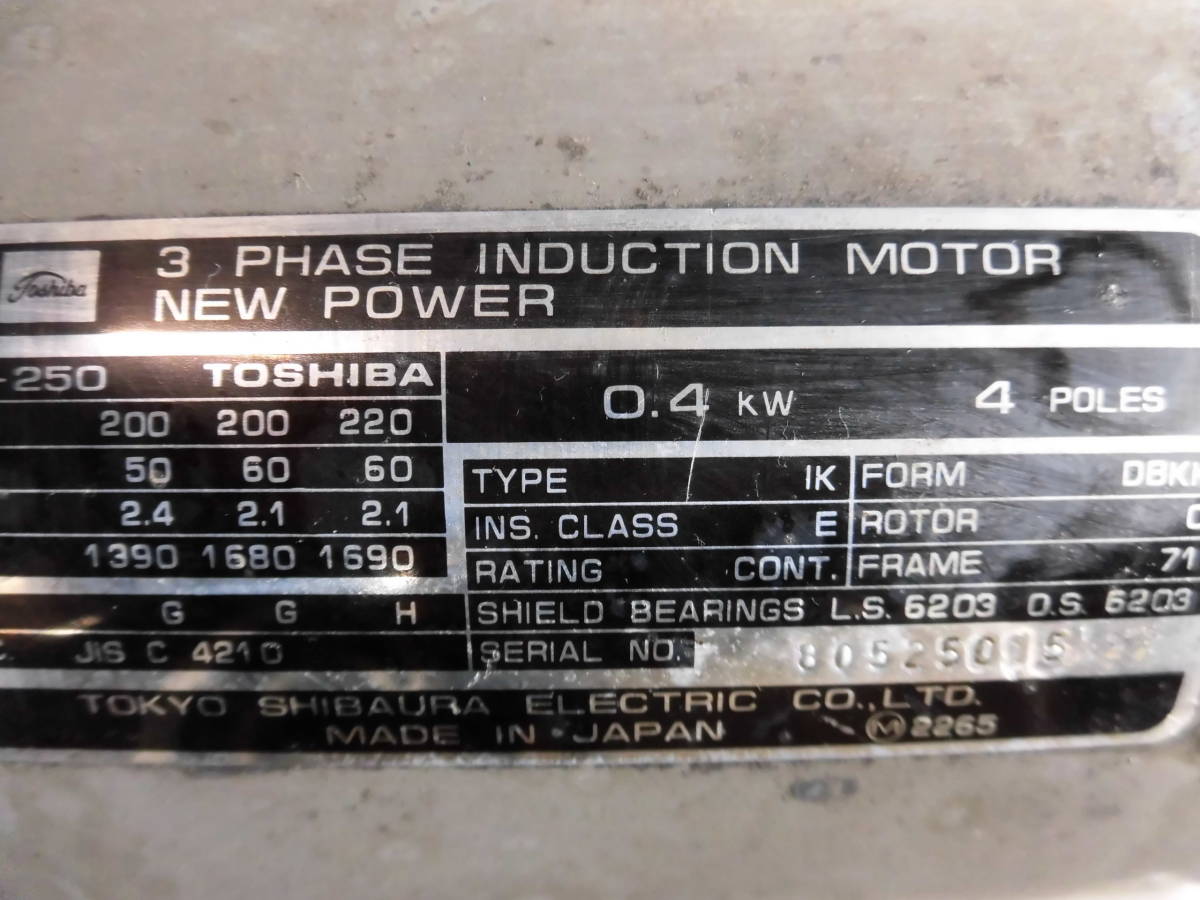 Toshiba
3 PHASE INDUCTION MOTOR
NEW POWER
-250 TOSHIBA
200 200 220
50 60 60
2.4 2.1 2.1
1390 1680 1690
G G H
JIS C 4210
0.4 KW 4 POLES
TYPE IK FORM
INS. CLASS E ROTOR
RATING CONT. FRAME 71
SHIELD BEARINGS L.S. 6203 O.S. 6203
SERIAL NO.
TOKYO SHIBAURA ELECTRIC CO.,LTD.
MADE IN JAPAN Ⓜ 2265